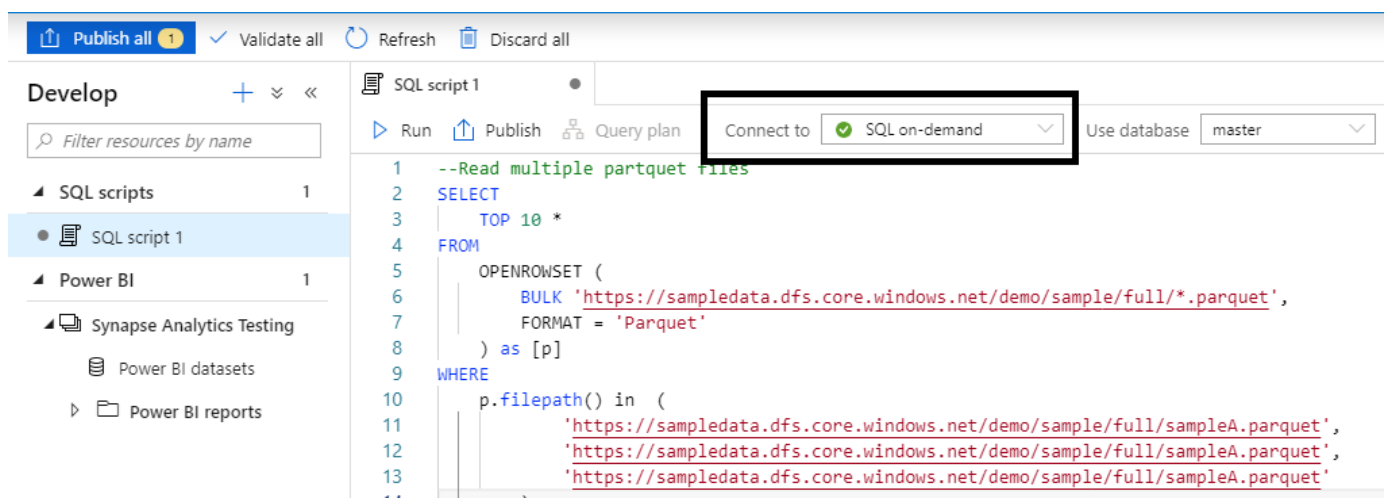 Publish all 1 Validate all Refresh Discard all
Develop
Filter resources by name
SQL scripts 1
SQL script 1
Power BI 1
Synapse Analytics Testing
Power BI datasets
Power BI reports
SQL script 1
Run Publish Query plan Connect to SQL on-demand Use database master
1 --Read multiple partquet files
2 SELECT
3 TOP 10 *
4 FROM
5 OPENROWSET (
6 BULK 'https://sampledata.dfs.core.windows.net/demo/sample/full/*.parquet',
7 FORMAT = 'Parquet'
8 ) as [p]
9 WHERE
10 p.filepath() in (
11 'https://sampledata.dfs.core.windows.net/demo/sample/full/sampleA.parquet',
12 'https://sampledata.dfs.core.windows.net/demo/sample/full/sampleA.parquet',
13 'https://sampledata.dfs.core.windows.net/demo/sample/full/sampleA.parquet'